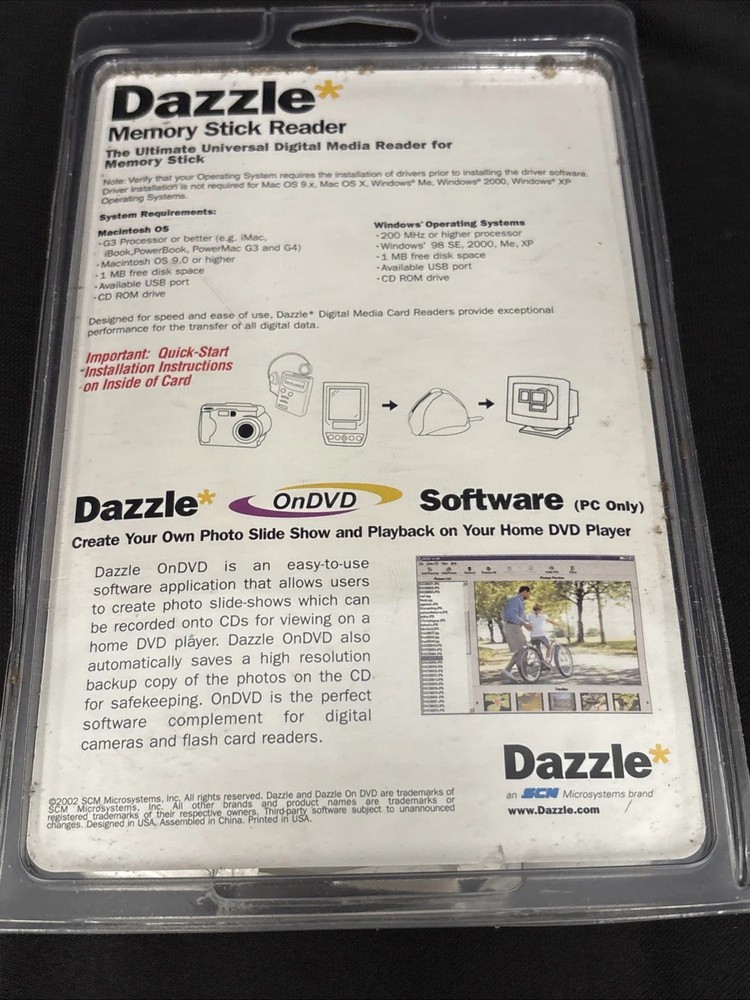 Dazzle*
Memory Stick Reader
The Ultimate Universal Digital Media Reader for
Memory Stick
Note: Verify that your Operating System requires the installation of drivers prior to installing the driver software.
Driver installation is not required for Mac OS 9.x, Mac OS X, Windows® Me, Windows® 2000, Windows® XP
Operating Systems.
System Requirements:
Macintosh OS
-G3 Processor or better (e.g. iMac,
iBook,PowerBook, PowerMac G3 and G4)
-Macintosh OS 9.0 or higher
-1 MB free disk space
-Available USB port
-CD ROM drive
Windows® Operating Systems
-200 MHz or higher processor
-Windows® 98 SE, 2000, Me, XP
-1 MB free disk space
-Available USB port
-CD ROM drive
Designed for speed and ease of use, Dazzle* Digital Media Card Readers provide exceptional
performance for the transfer of all digital data.
Important: Quick-Start
Installation Instructions
on Inside of Card
Dazzle* OnDVD Software (PC Only)
Create Your Own Photo Slide Show and Playback on Your Home DVD Player
Dazzle OnDVD is an easy-to-use
software application that allows users
to create photo slide-shows which can
be recorded onto CDs for viewing on a
home DVD player. Dazzle OnDVD also
automatically saves a high resolution
backup copy of the photos on the CD
for safekeeping. OnDVD is the perfect
software complement for digital
cameras and flash card readers.
Dazzle*
an SCM Microsystems brand
www.Dazzle.com
©2002 SCM Microsystems, Inc. All rights reserved. Dazzle and Dazzle On DVD are trademarks of
SCM Microsystems, Inc. All other brands and product names are trademarks or
registered trademarks of their respective owners. Third-party software subject to unannounced
changes. Designed in USA, Assembled in China. Printed in USA.